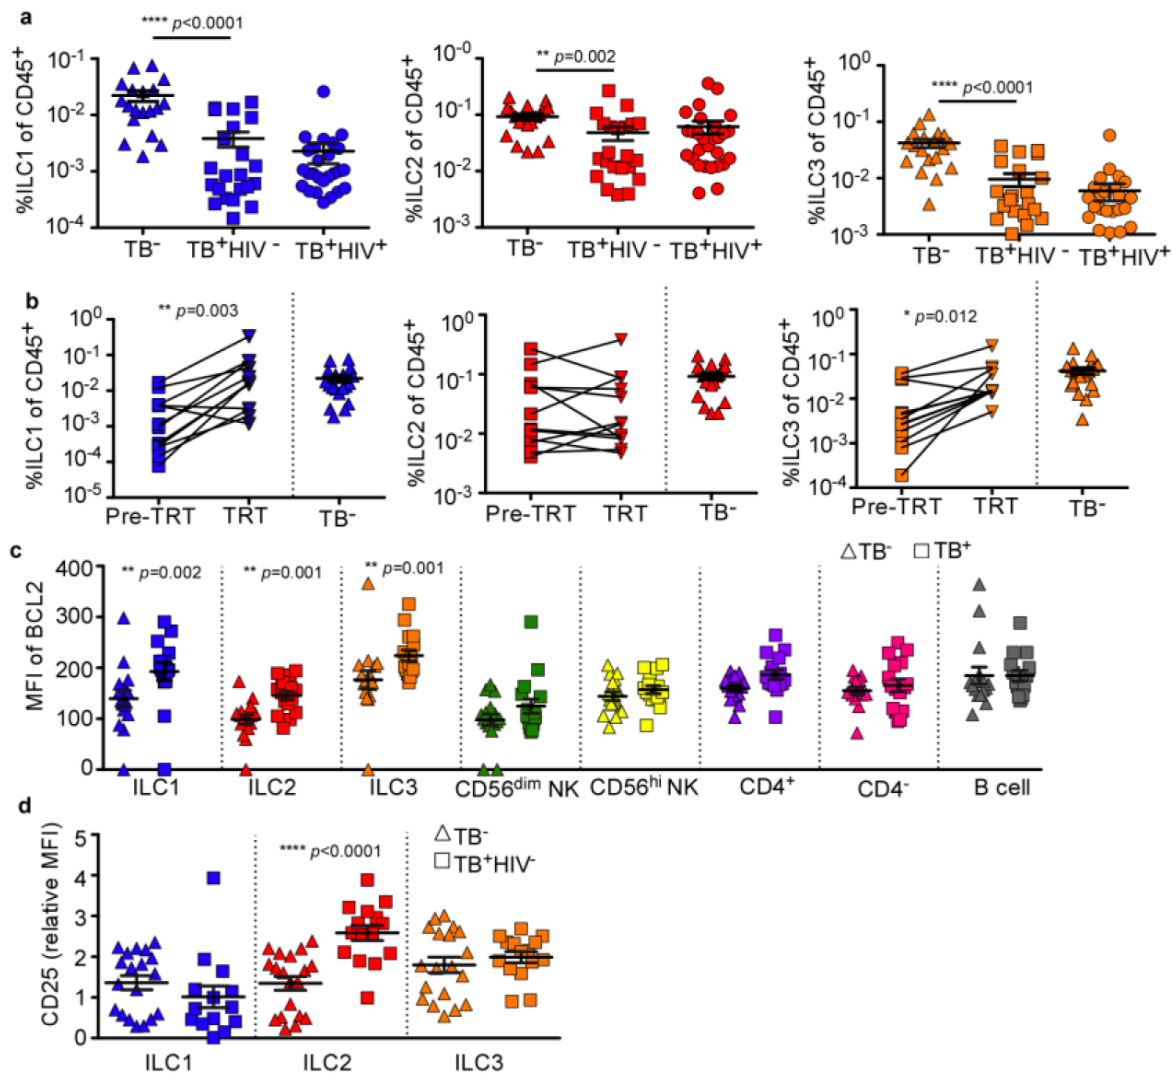 a
**** p<0.0001
%ILC1 of CD45+
10-1
10-2
10-3
10-4
TB-
TB+HIV -
TB+HIV+
** p=0.002
%ILC2 of CD45+
10-0
10-1
10-2
10-3
TB-
TB+HIV -
TB+HIV+
**** p<0.0001
%ILC3 of CD45+
10-1
10-2
10-3
TB-
TB+HIV -
TB+HIV+
b
** p=0.003
%ILC1 of CD45+
100
10-1
10-2
10-3
10-4
10-5
Pre-TRT
TRT
TB-
%ILC2 of CD45+
100
10-1
10-2
10-3
Pre-TRT
TRT
TB-
* p=0.012
%ILC3 of CD45+
100
10-1
10-2
10-3
10-4
Pre-TRT
TRT
TB-
c
TB- TB+
MFI of BCL2
400
300
200
100
0
** p=0.002
** p=0.001
** p=0.001
ILC1
ILC2
ILC3
CD56dim NK
CD56hi NK
CD4+
CD4-
B cell
d
TB-
TB+HIV-
CD25 (relative MFI)
5
4
3
2
1
0
**** p<0.0001
ILC1
ILC2
ILC3